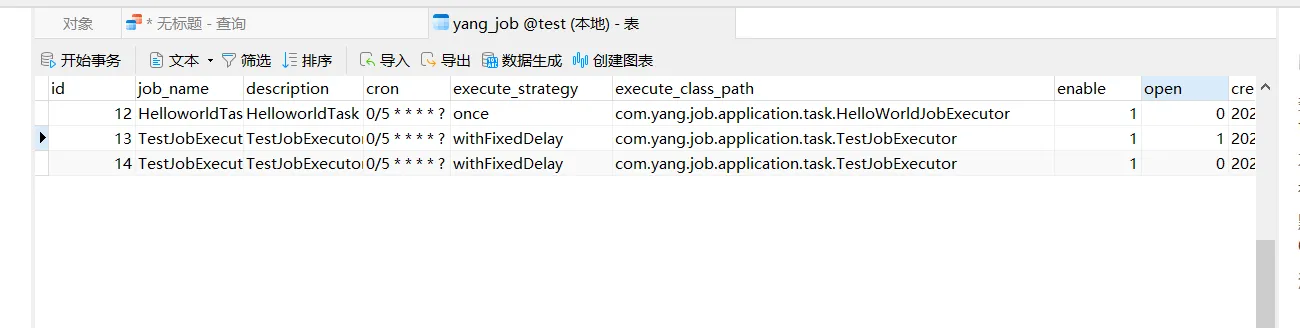 对象 * 无标题 - 查询 yang_job @test (本地) - 表
开始事务 文本 筛选 排序 导入 导出 数据生成 创建图表
id job_name description cron execute_strategy execute_class_path enable open cre
12 HelloworldTas HelloworldTask 0/5 * * * * ? once com.yang.job.application.task.HelloWorldJobExecutor 1 0 202
13 TestJobExecut TestJobExecuto 0/5 * * * * ? withFixedDelay com.yang.job.application.task.TestJobExecutor 1 1 202
14 TestJobExecut TestJobExecuto 0/5 * * * * ? withFixedDelay com.yang.job.application.task.TestJobExecutor 1 0 202